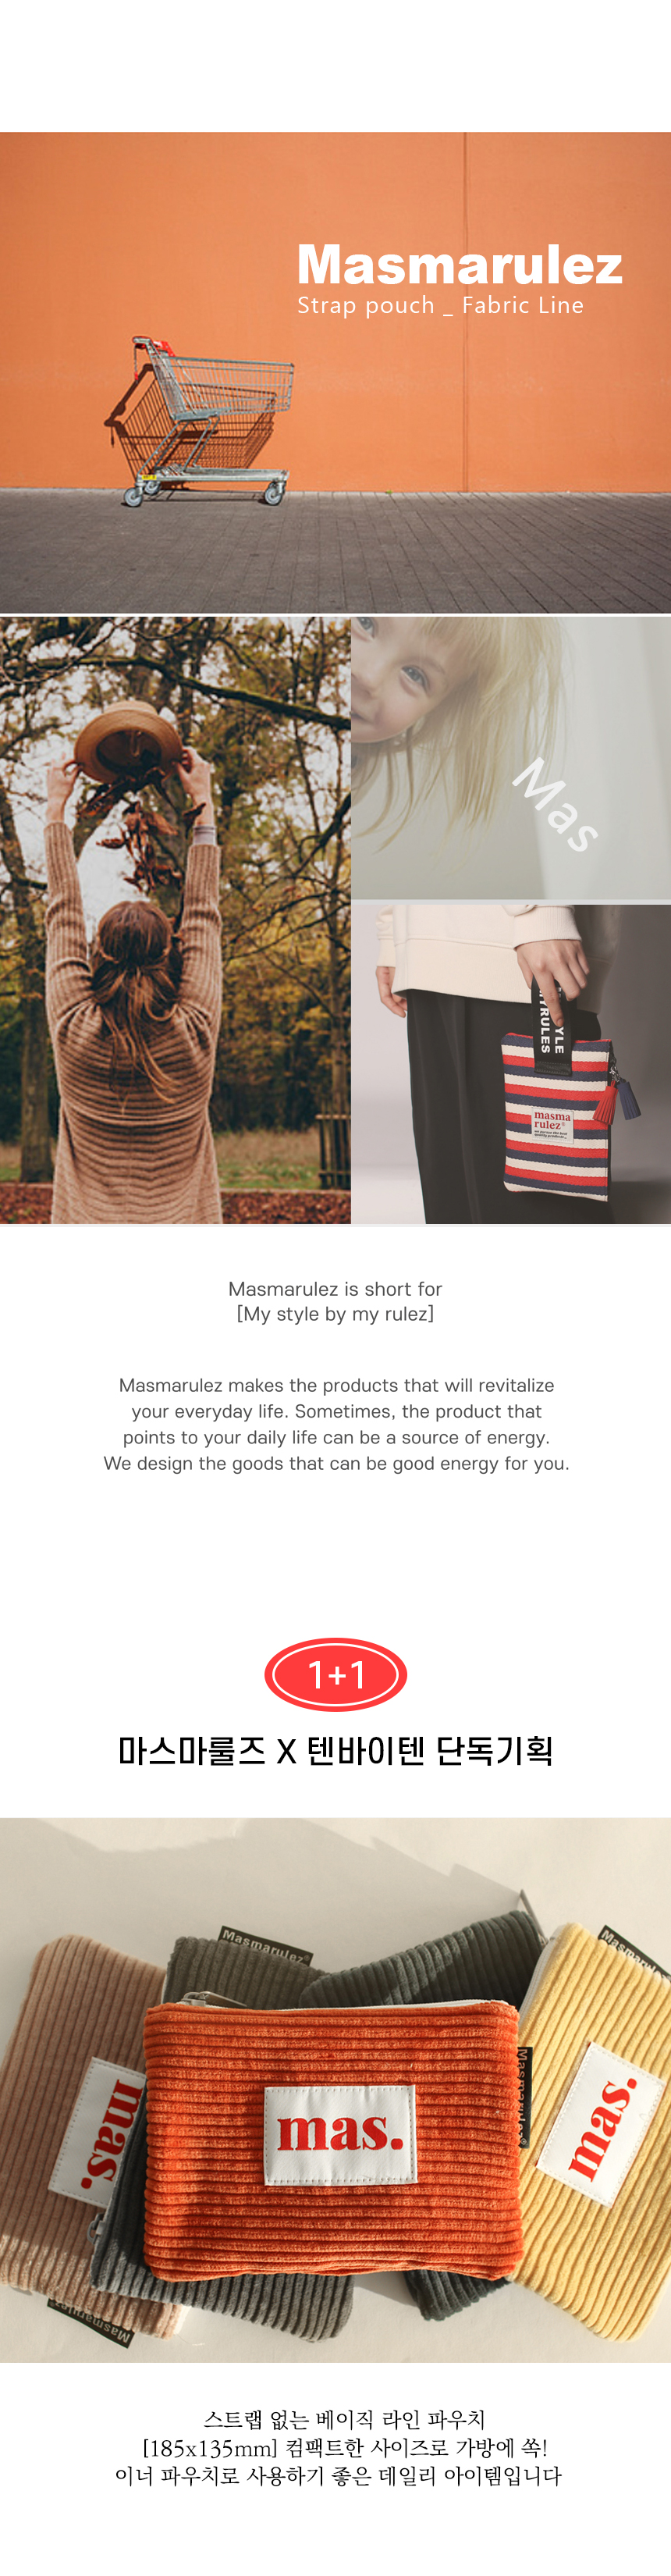 Masmarulez
Strap pouch _ Fabric Line
Mas
YLE
YRULES
masma
rulez®
Masmarulez is short for
[My style by my rulez]
Masmarulez makes the products that will revitalize
your everyday life. Sometimes, the product that
points to your daily life can be a source of energy.
We design the goods that can be good energy for you.
1+1
마스마룰즈 X 텐바이텐 단독기획
Masmarulez®
Masmarulez
mas.
mas.
Masmarulez®
mas.
Masmarulez
스트랩 없는 베이직 라인 파우치
[185x135mm] 컴팩트한 사이즈로 가방에 쏙!
이너 파우치로 사용하기 좋은 데일리 아이템입니다